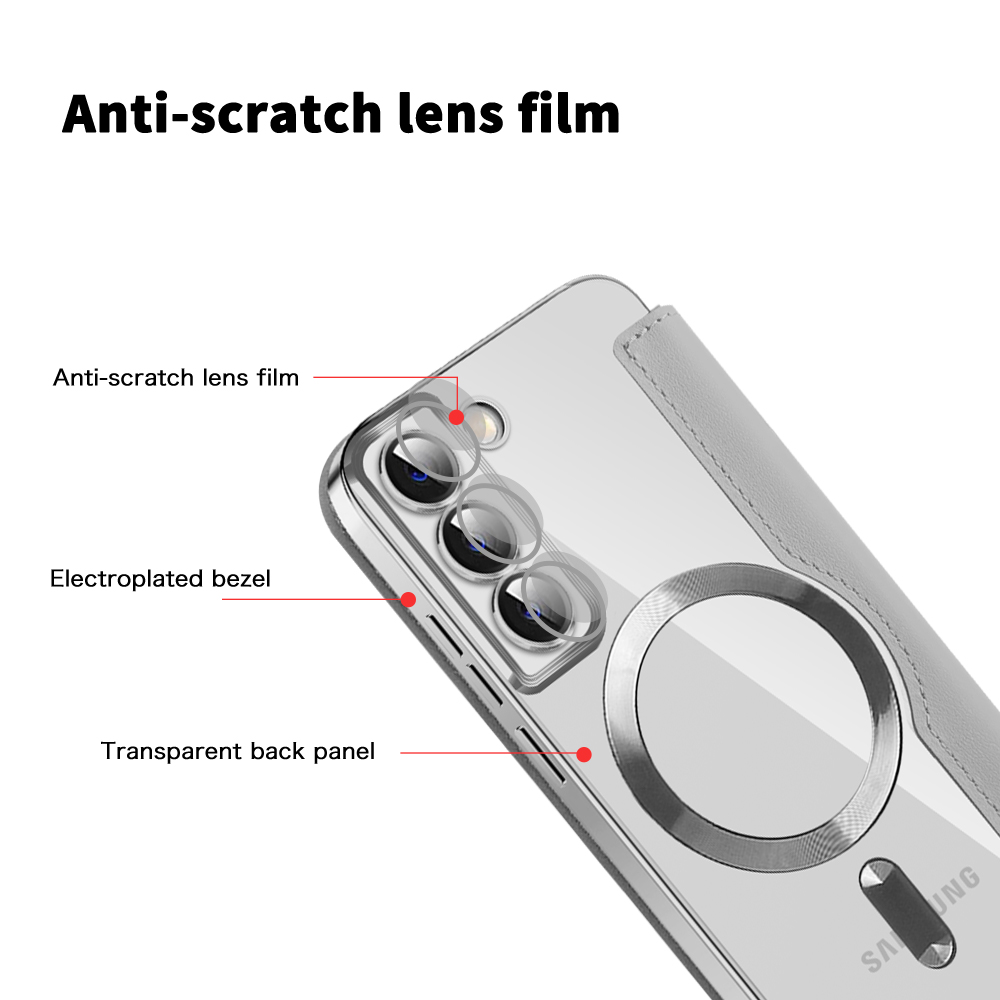 Anti-scratch lens film
Anti-scratch lens film
Electroplated bezel
Transparent back panel